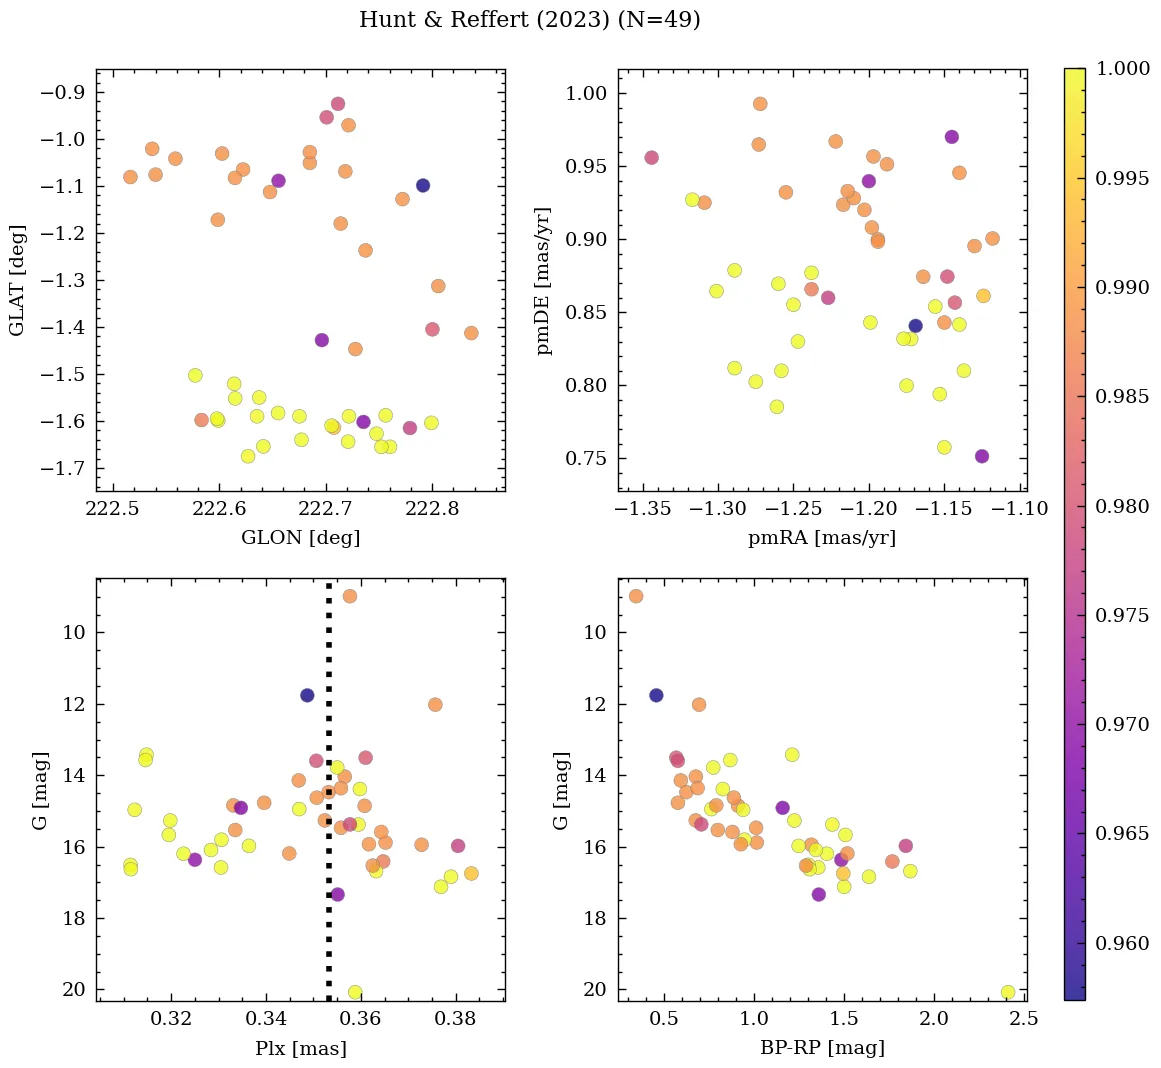 Hunt & Reffert (2023) (N=49)
−0.9
−1.0
−1.1
−1.2
−1.3
−1.4
−1.5
−1.6
−1.7
GLAT [deg]
222.5 222.6 222.7 222.8
GLON [deg]
1.00
0.95
0.90
0.85
0.80
0.75
pmDE [mas/yr]
−1.35 −1.30 −1.25 −1.20 −1.15 −1.10
pmRA [mas/yr]
10
12
14
16
18
20
G [mag]
0.32 0.34 0.36 0.38
Plx [mas]
10
12
14
16
18
20
G [mag]
0.5 1.0 1.5 2.0 2.5
BP-RP [mag]
1.000
0.995
0.990
0.985
0.980
0.975
0.970
0.965
0.960